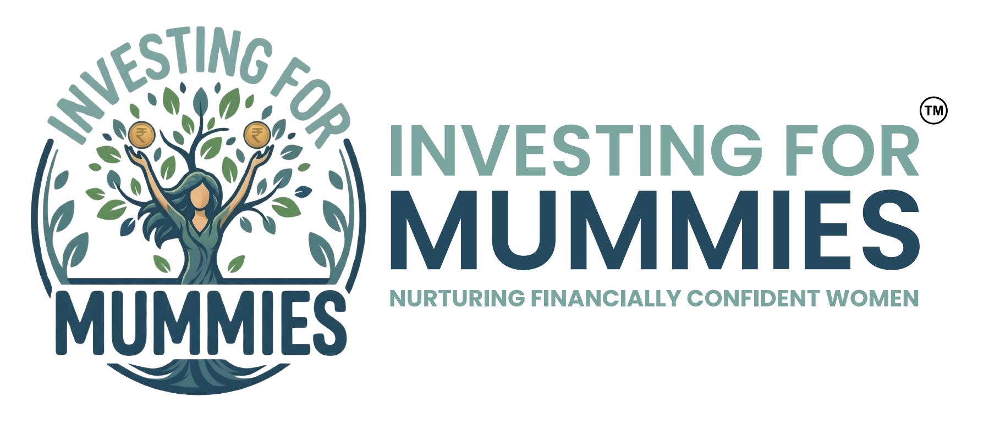 INVESTING FOR
₹ ₹
MUMMIES
INVESTING FOR
TM
MUMMIES
NURTURING FINANCIALLY CONFIDENT WOMEN